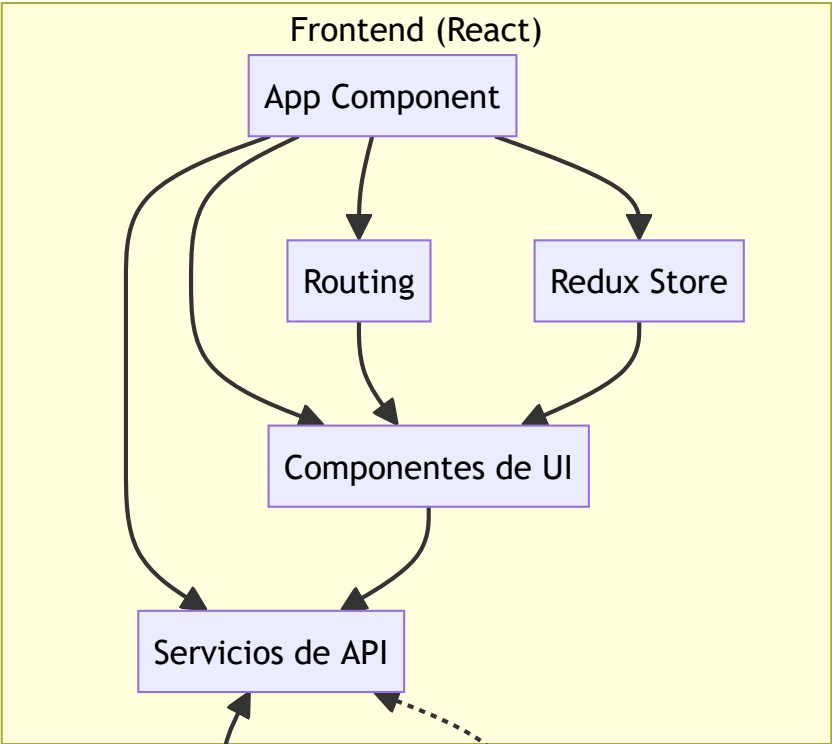 Frontend (React)
App Component
Routing
Redux Store
Componentes de UI
Servicios de API